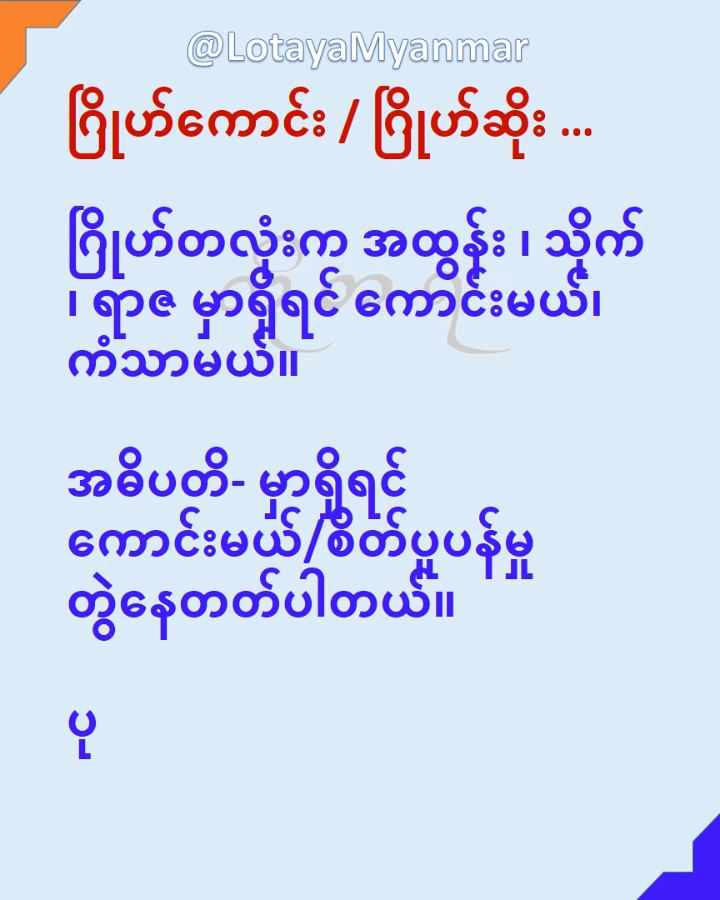 @LotayaMyanmar
ဂြိုဟ်ကောင်း / ဂြိုဟ်ဆိုး ...
ဂြိုဟ်တလုံးက အထွန်း ၊ သိုက်
၊ ရာဇ မှာရှိရင် ကောင်းမယ်၊
ကံသာမယ်။
အဓိပတိ- မှာရှိရင်
ကောင်းမယ်/စိတ်ပူပန်မှု
တွဲနေတတ်ပါတယ်။
ပု